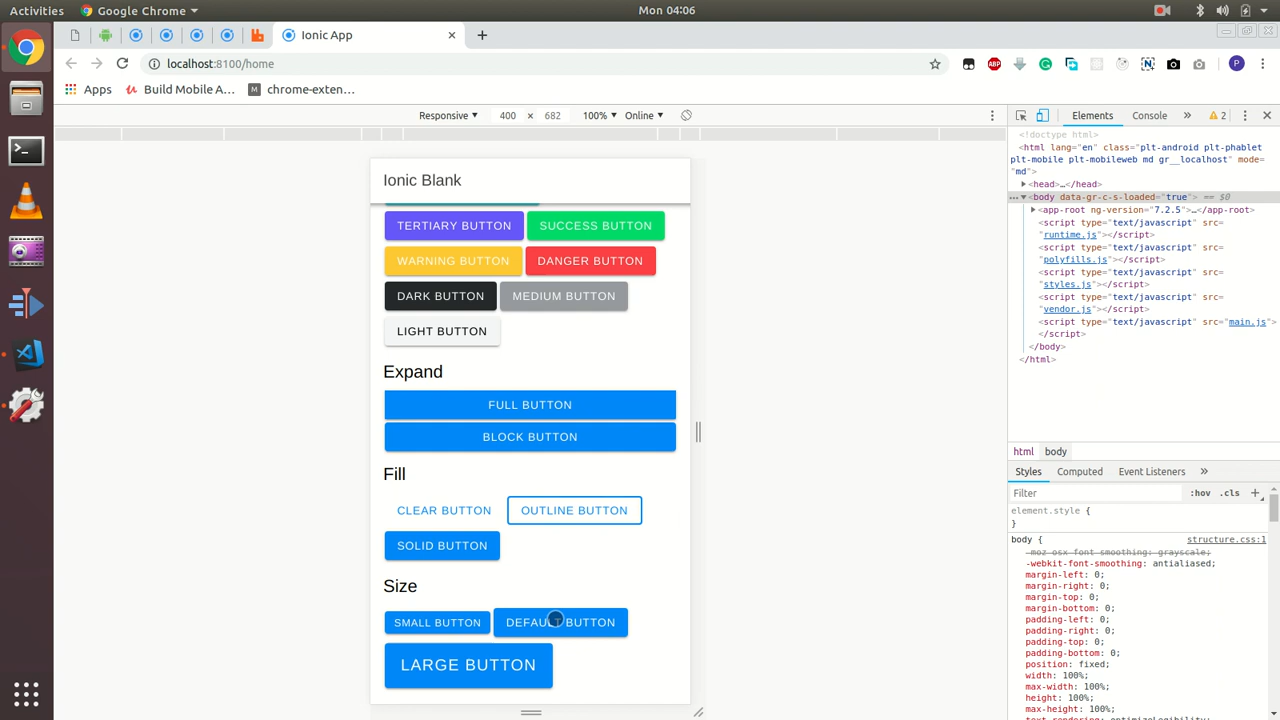 Activities Google Chrome Mon 04:06
Ionic App
localhost:8100/home ABP P
Apps Build Mobile A... M chrome-exten...
Responsive 400 × 682 100% Online Elements Console » 2
<!doctype html>
<html lang="en" class="plt-android plt-phablet
plt-mobile plt-mobileweb md gr__localhost" mode=
"md">
<head>…</head>
<body data-gr-c-s-loaded="true"> == $0
<app-root ng-version="7.2.5">…</app-root>
<script type="text/javascript" src=
"runtime.js"></script>
<script type="text/javascript" src=
"polyfills.js"></script>
<script type="text/javascript" src=
"styles.js"></script>
<script type="text/javascript" src=
"vendor.js"></script>
<script type="text/javascript" src="main.js">
</script>
</body>
</html>
Ionic Blank
TERTIARY BUTTON SUCCESS BUTTON
WARNING BUTTON DANGER BUTTON
DARK BUTTON MEDIUM BUTTON
LIGHT BUTTON
Expand
FULL BUTTON
BLOCK BUTTON
Fill
CLEAR BUTTON OUTLINE BUTTON
SOLID BUTTON
Size
SMALL BUTTON DEFAULT BUTTON
LARGE BUTTON
html body
Styles Computed Event Listeners »
Filter :hov .cls +
element.style {
}
body { structure.css:1
-moz-osx-font-smoothing: grayscale;
-webkit-font-smoothing: antialiased;
margin-left: 0;
margin-right: 0;
margin-top: 0;
margin-bottom: 0;
padding-left: 0;
padding-right: 0;
padding-top: 0;
padding-bottom: 0;
position: fixed;
width: 100%;
max-width: 100%;
height: 100%;
max-height: 100%;
text-rendering: optimizeLegibility;